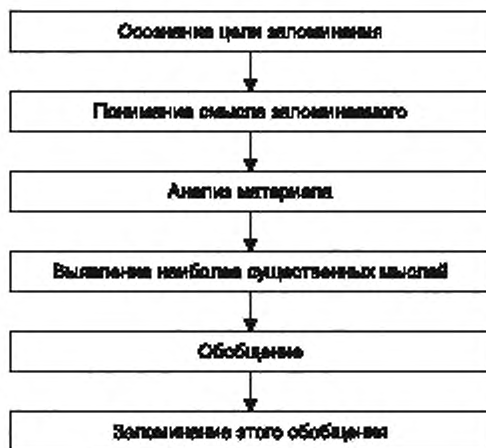 Осознание цели запоминания
Понимание смысла запоминаемого
Анализ материала
Выявление наиболее существенных мыслей
Обобщение
Запоминание этого обобщения